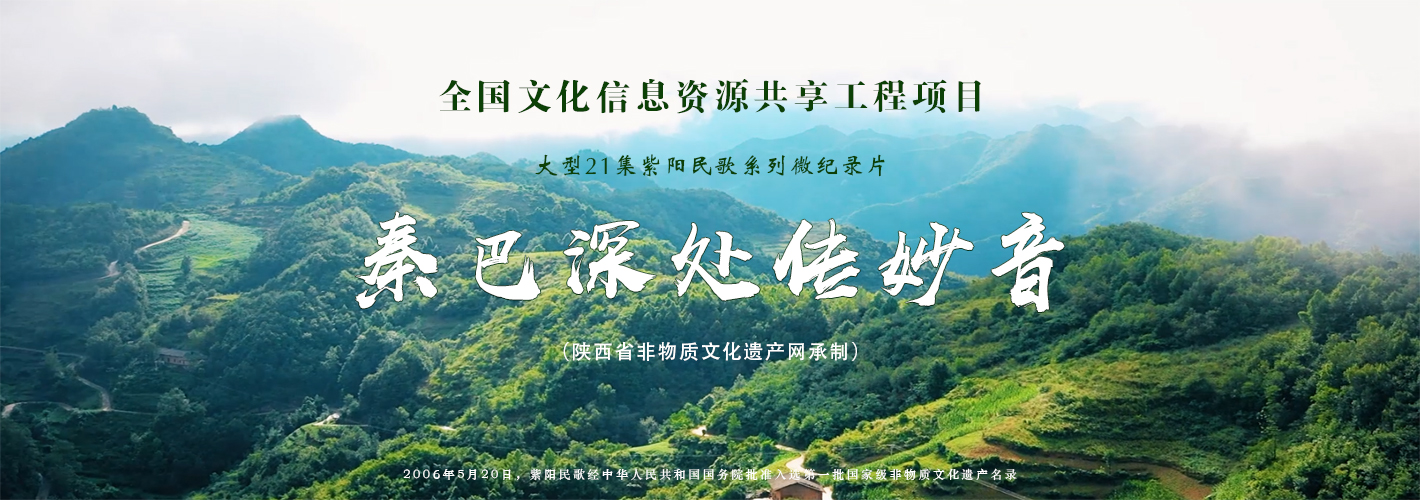 全国文化信息资源共享工程项目
大型21集紫阳民歌系列微纪录片
秦巴深处传妙音
（陕西省非物质文化遗产网承制）
2006年5月20日，紫阳民歌经中华人民共和国国务院批准入选第一批国家级非物质文化遗产名录